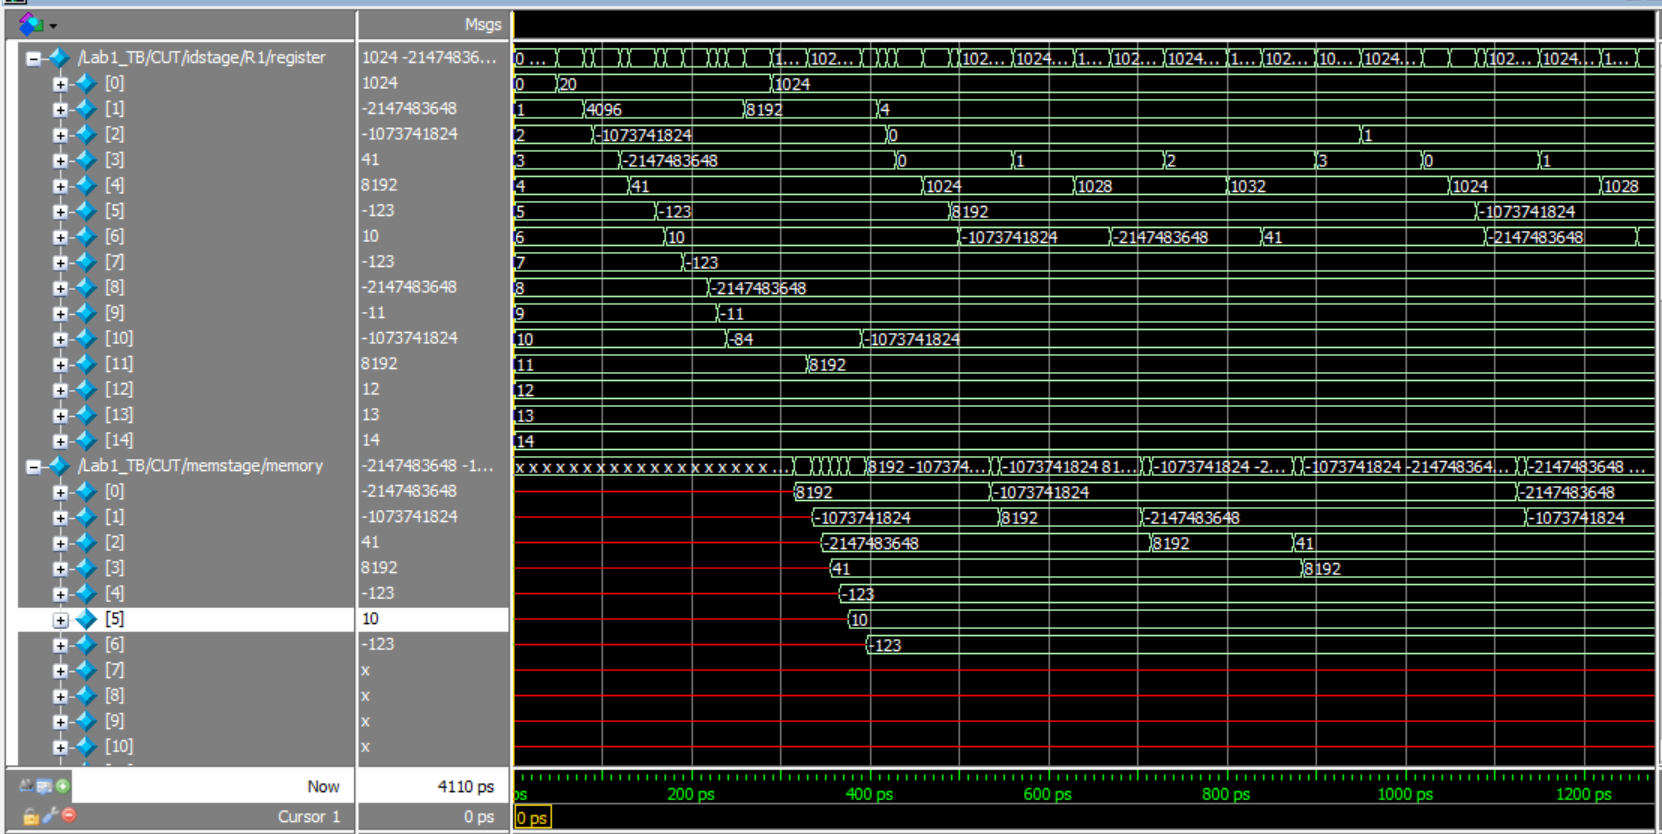 Msgs
/Lab1_TB/CUT/idstage/R1/register 1024 -21474836... 0 ... 1... 102... 102... 1024... 1... 102... 1024... 1... 102... 10... 1024... 102... 1024... 1...
[0] 1024 0 20 1024
[1] -2147483648 1 4096 8192 4
[2] -1073741824 2 -1073741824 0 1
[3] 41 3 -2147483648 0 1 2 3 0 1
[4] 8192 4 41 1024 1028 1032 1024 1028
[5] -123 5 -123 8192 -1073741824
[6] 10 6 10 -1073741824 -2147483648 41 -2147483648
[7] -123 7 -123
[8] -2147483648 8 -2147483648
[9] -11 9 -11
[10] -1073741824 10 -84 -1073741824
[11] 8192 11 8192
[12] 12 12
[13] 13 13
[14] 14 14
/Lab1_TB/CUT/memstage/memory -2147483648 -1... x x x x x x x x x x x x x x x x x x x ... 8192 -107374... -1073741824 81... -1073741824 -2... -1073741824 -214748364... -2147483648 ...
[0] -2147483648 8192 -1073741824 -2147483648
[1] -1073741824 -1073741824 8192 -2147483648 -1073741824
[2] 41 -2147483648 8192 41
[3] 8192 41 8192
[4] -123 -123
[5] 10 10
[6] -123 -123
[7] x
[8] x
[9] x
[10] x
Now 4110 ps ps 200 ps 400 ps 600 ps 800 ps 1000 ps 1200 ps
Cursor 1 0 ps 0 ps